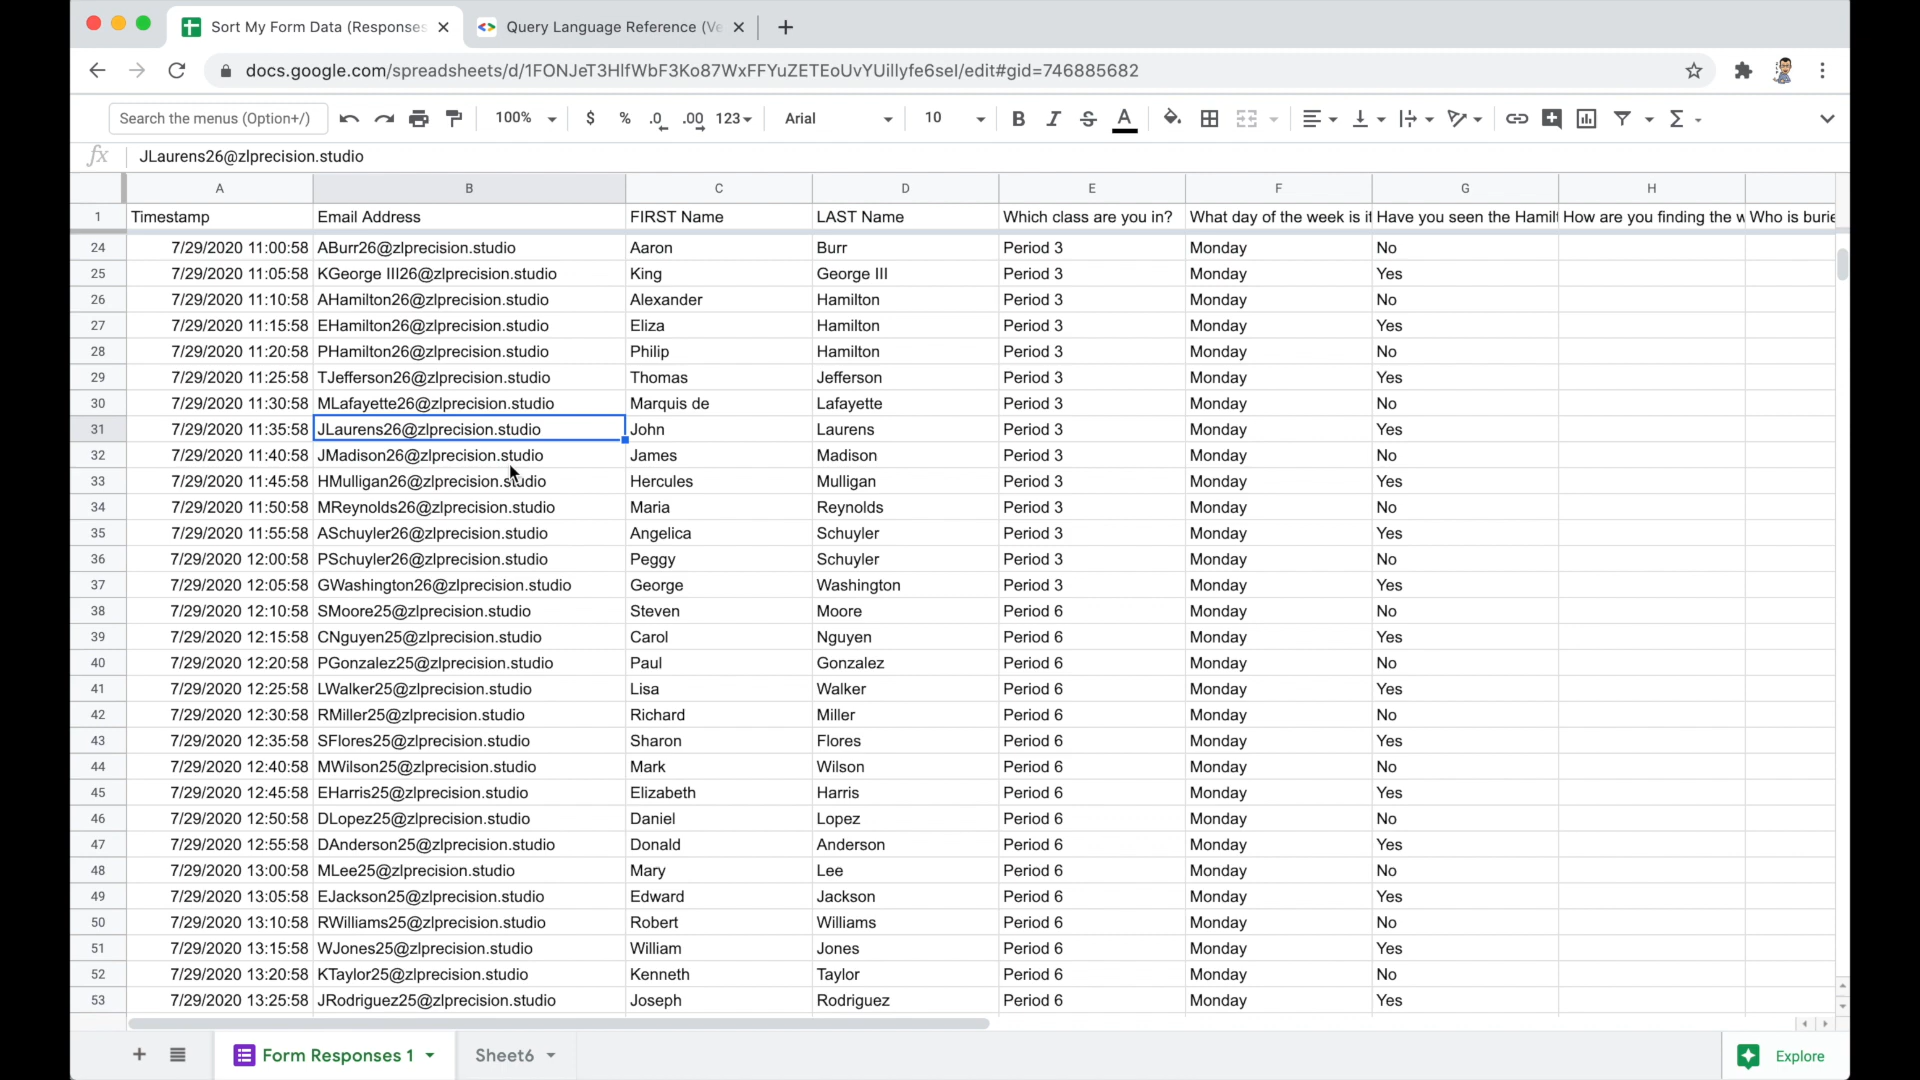 Sort My Form Data (Responses
Query Language Reference (Ve
docs.google.com/spreadsheets/d/1FONJeT3HlfWbF3Ko87WxFFYuZETEoUvYUillyfe6sel/edit#gid=746885682
Search the menus (Option+/) 100% $ % .0 .00 123 Arial 10 B I S A Σ
fx JLaurens26@zlprecision.studio
A B C D E F G H
1 Timestamp Email Address FIRST Name LAST Name Which class are you in? What day of the week is it Have you seen the Hamil How are you finding the w Who is burie
24 7/29/2020 11:00:58 ABurr26@zlprecision.studio Aaron Burr Period 3 Monday No
25 7/29/2020 11:05:58 KGeorge III26@zlprecision.studio King George III Period 3 Monday Yes
26 7/29/2020 11:10:58 AHamilton26@zlprecision.studio Alexander Hamilton Period 3 Monday No
27 7/29/2020 11:15:58 EHamilton26@zlprecision.studio Eliza Hamilton Period 3 Monday Yes
28 7/29/2020 11:20:58 PHamilton26@zlprecision.studio Philip Hamilton Period 3 Monday No
29 7/29/2020 11:25:58 TJefferson26@zlprecision.studio Thomas Jefferson Period 3 Monday Yes
30 7/29/2020 11:30:58 MLafayette26@zlprecision.studio Marquis de Lafayette Period 3 Monday No
31 7/29/2020 11:35:58 JLaurens26@zlprecision.studio John Laurens Period 3 Monday Yes
32 7/29/2020 11:40:58 JMadison26@zlprecision.studio James Madison Period 3 Monday No
33 7/29/2020 11:45:58 HMulligan26@zlprecision.studio Hercules Mulligan Period 3 Monday Yes
34 7/29/2020 11:50:58 MReynolds26@zlprecision.studio Maria Reynolds Period 3 Monday No
35 7/29/2020 11:55:58 ASchuyler26@zlprecision.studio Angelica Schuyler Period 3 Monday Yes
36 7/29/2020 12:00:58 PSchuyler26@zlprecision.studio Peggy Schuyler Period 3 Monday No
37 7/29/2020 12:05:58 GWashington26@zlprecision.studio George Washington Period 3 Monday Yes
38 7/29/2020 12:10:58 SMoore25@zlprecision.studio Steven Moore Period 6 Monday No
39 7/29/2020 12:15:58 CNguyen25@zlprecision.studio Carol Nguyen Period 6 Monday Yes
40 7/29/2020 12:20:58 PGonzalez25@zlprecision.studio Paul Gonzalez Period 6 Monday No
41 7/29/2020 12:25:58 LWalker25@zlprecision.studio Lisa Walker Period 6 Monday Yes
42 7/29/2020 12:30:58 RMiller25@zlprecision.studio Richard Miller Period 6 Monday No
43 7/29/2020 12:35:58 SFlores25@zlprecision.studio Sharon Flores Period 6 Monday Yes
44 7/29/2020 12:40:58 MWilson25@zlprecision.studio Mark Wilson Period 6 Monday No
45 7/29/2020 12:45:58 EHarris25@zlprecision.studio Elizabeth Harris Period 6 Monday Yes
46 7/29/2020 12:50:58 DLopez25@zlprecision.studio Daniel Lopez Period 6 Monday No
47 7/29/2020 12:55:58 DAnderson25@zlprecision.studio Donald Anderson Period 6 Monday Yes
48 7/29/2020 13:00:58 MLee25@zlprecision.studio Mary Lee Period 6 Monday No
49 7/29/2020 13:05:58 EJackson25@zlprecision.studio Edward Jackson Period 6 Monday Yes
50 7/29/2020 13:10:58 RWilliams25@zlprecision.studio Robert Williams Period 6 Monday No
51 7/29/2020 13:15:58 WJones25@zlprecision.studio William Jones Period 6 Monday Yes
52 7/29/2020 13:20:58 KTaylor25@zlprecision.studio Kenneth Taylor Period 6 Monday No
53 7/29/2020 13:25:58 JRodriguez25@zlprecision.studio Joseph Rodriguez Period 6 Monday Yes
Form Responses 1 Sheet6 Explore